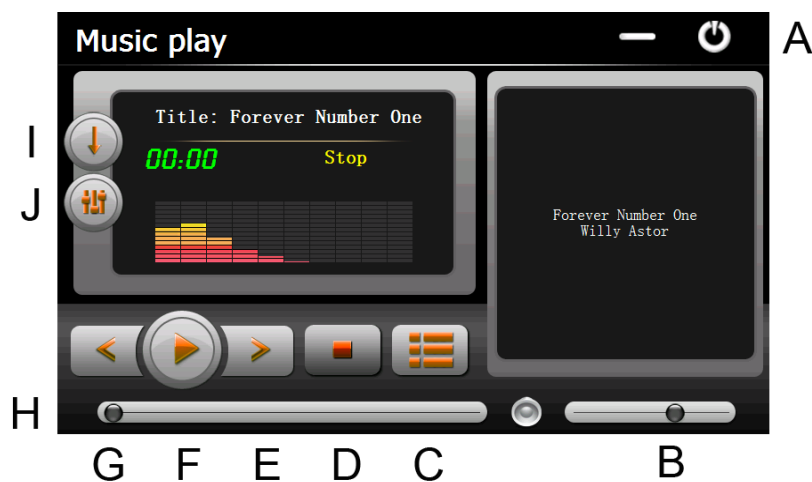 Music play
A
Title: Forever Number One
I
00:00
Stop
J
Forever Number One
Willy Astor
H
G
F
E
D
C
B